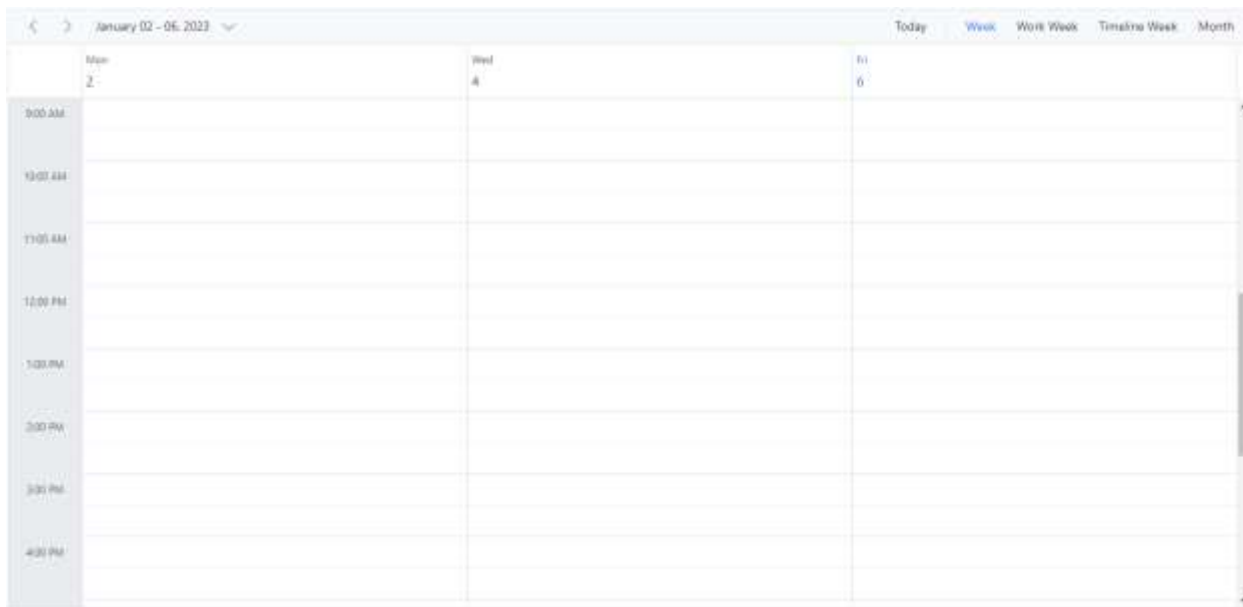 January 02 - 06, 2023
Today Week Work Week Timeline Week Month
Mon Wed Fri
2 4 6
9:00 AM
10:00 AM
11:00 AM
12:00 PM
1:00 PM
2:00 PM
3:00 PM
4:00 PM